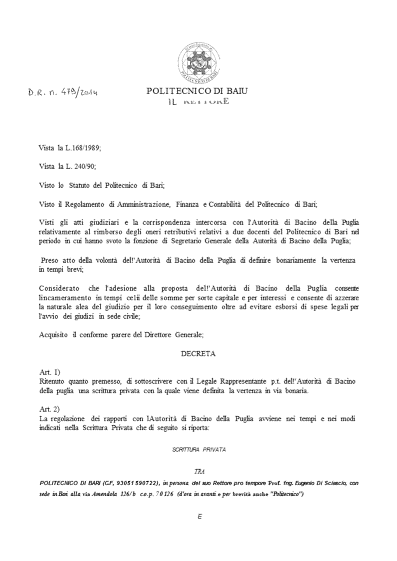 D.R. n. 479/2014
POLITECNICO DI BAIU
IL RETTORE
Vista la L.168/1989;
Vista la L. 240/90;
Visto lo Statuto del Politecnico di Bari;
Visto il Regolamento di Amministrazione, Finanza e Contabilità del Politecnico di Bari;
Visti gli atti giudiziari e la corrispondenza intercorsa con l'Autorità di Bacino della Puglia
relativamente al rimborso degli oneri retributivi relativi a due docenti del Politecnico di Bari nel
periodo in cui hanno svoto la funzione di Segretario Generale della Autorità di Bacino della Puglia;
Preso atto della volontà del!'Autorità di Bacino della Puglia di definire bonariamente la vertenza
in tempi brevi;
Considerato che l'adesione alla proposta del!'Autorità di Bacino della Puglia consente
lincameramento in tempi celii delle somme per sorte capitale e per interessi e consente di azzerare
la naturale alea del giudizio per il loro conseguimento oltre ad evitare esborsi di spese legali per
l'avvio dei giudizi in sede civile;
Acquisito il conforme parere del Direttore Generale;
DECRETA
Art. 1)
Ritenuto quanto premesso, di sottoscrivere con il Legale Rappresentante p.t. del!'Autorità di Bacino
della puglia una scrittura privata con la quale viene definita la vertenza in via bonaria.
Art. 2)
La regolazione dei rapporti con lAutorità di Bacino della Puglia avviene nei tempi e nei modi
indicati nella Scrittura Privata che di seguito si riporta:
SCRITTURA PRIVATA
TRA
POLITECNICO DI BARI (C.F. 93051590722), in persona del suo Rettore pro tempore Prof. Ing. Eugenio Di Sciascio, con
sede in Bari alla via Amendola 126/b c.a.p. 70126 (d'ora in avanti e per brevità anche "Politecnico")
E